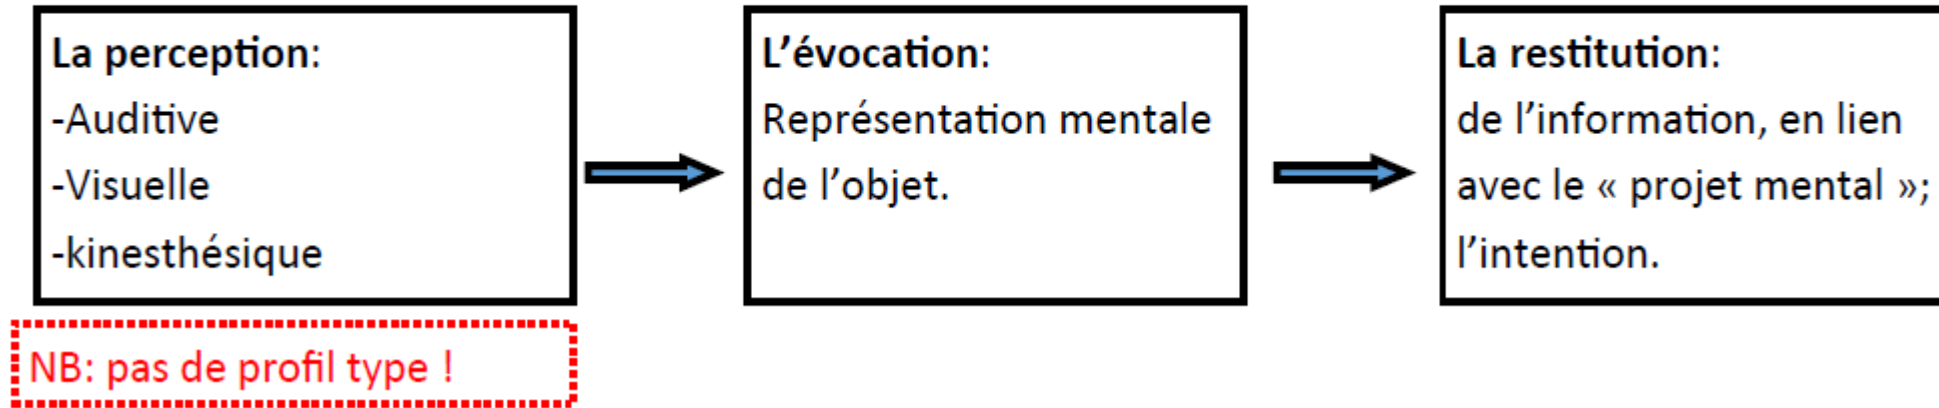 La perception:
-Auditive
-Visuelle
-kinesthésique
NB: pas de profil type !
L’évocation:
Représentation mentale
de l’objet.
La restitution:
de l’information, en lien
avec le « projet mental »;
l’intention.